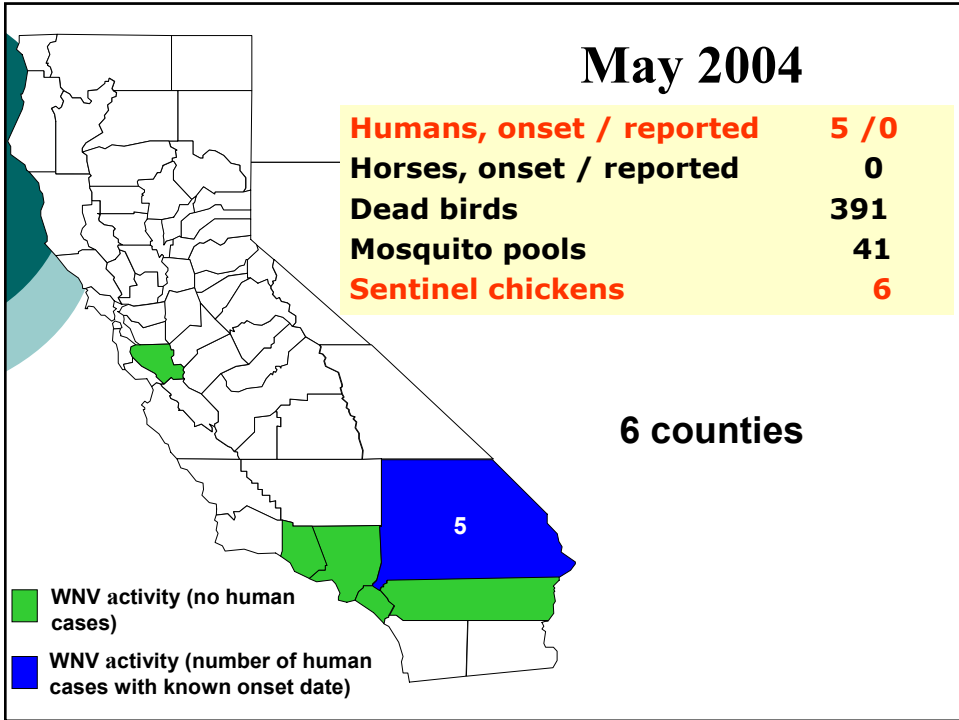 May 2004
Humans, onset / reported 5 /0
Horses, onset / reported 0
Dead birds 391
Mosquito pools 41
Sentinel chickens 6
6 counties
5
WNV activity (no human
cases)
WNV activity (number of human
cases with known onset date)